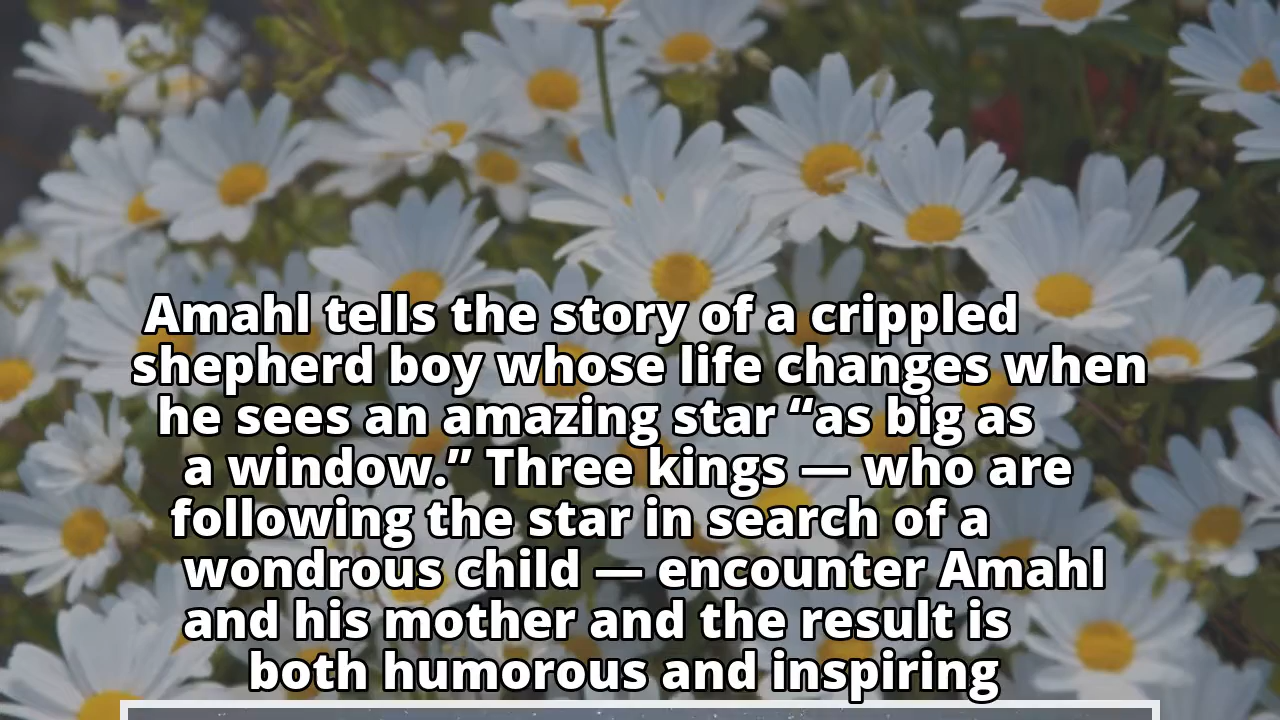 Amahl tells the story of a crippled
shepherd boy whose life changes when
he sees an amazing star “as big as
a window.” Three kings — who are
following the star in search of a
wondrous child — encounter Amahl
and his mother and the result is
both humorous and inspiring